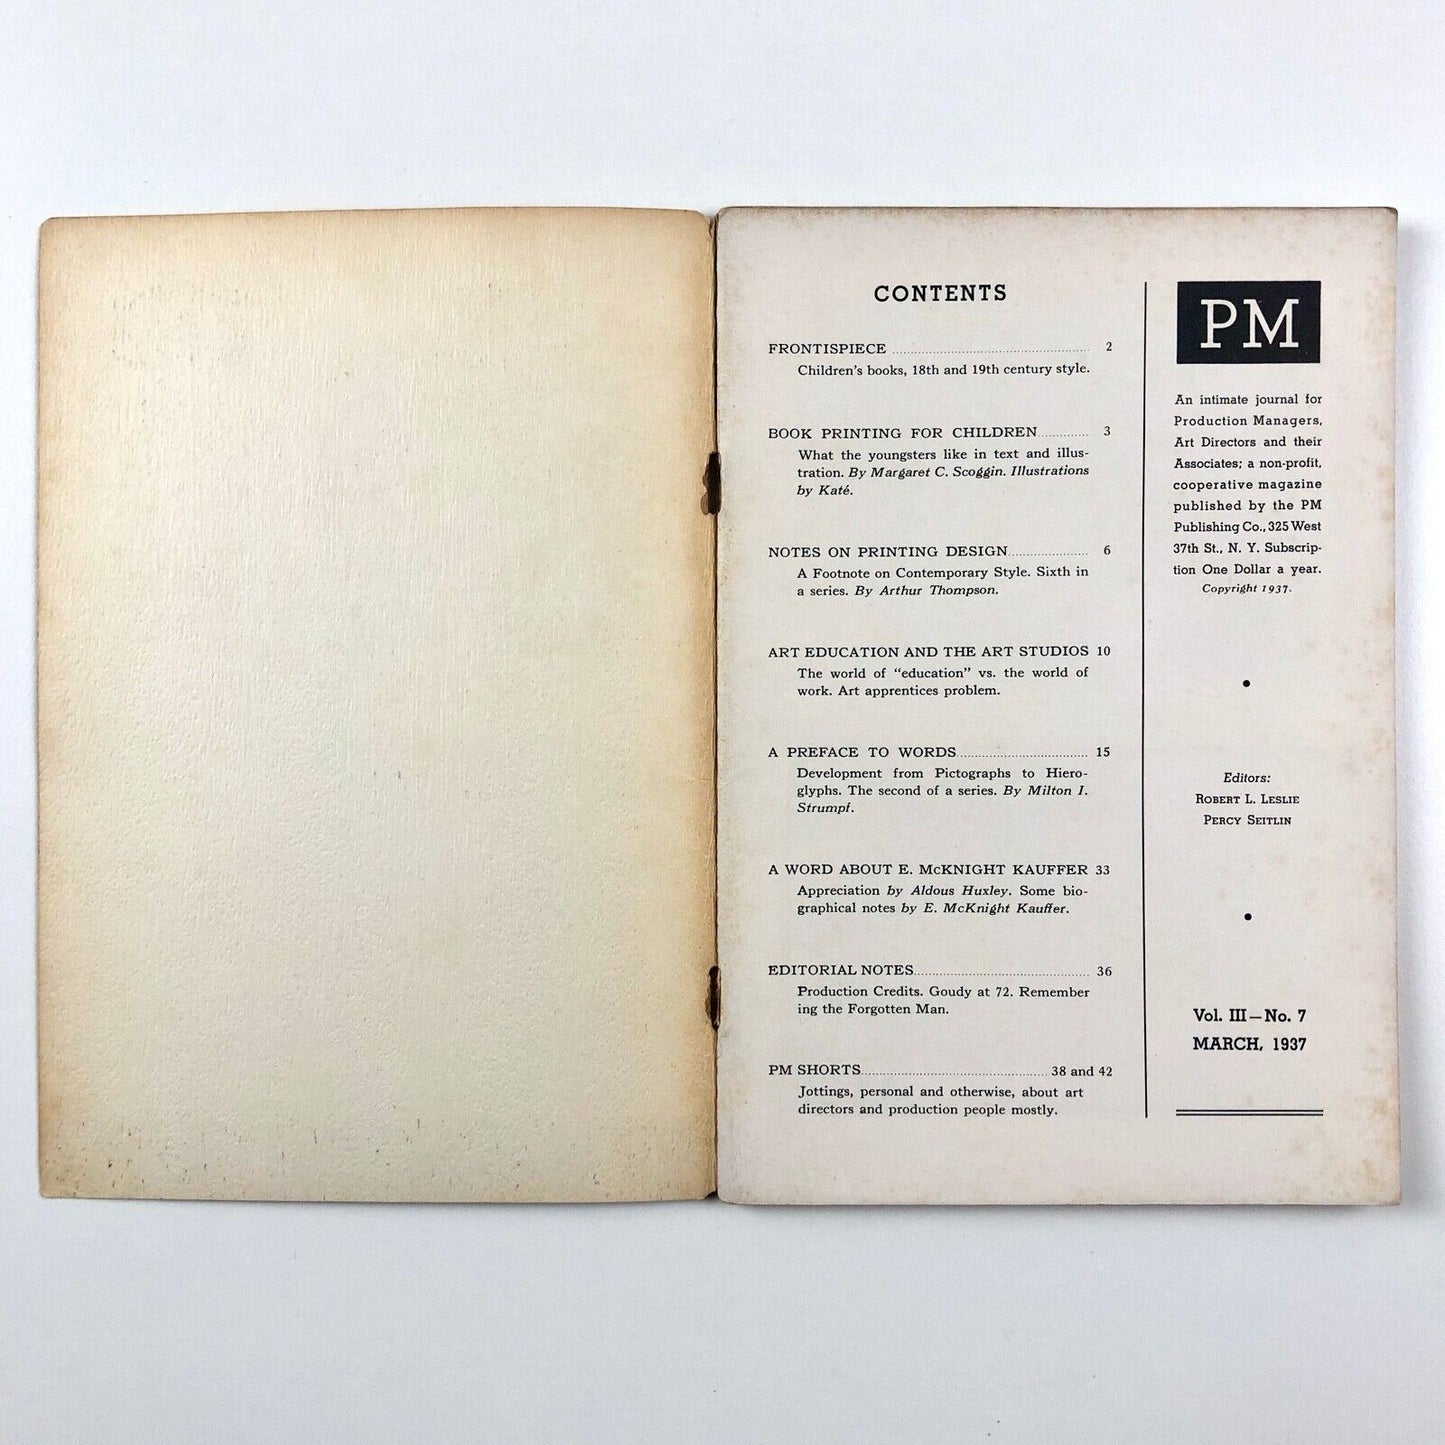 CONTENTS
FRONTISPIECE 2
Children's books, 18th and 19th century style.
BOOK PRINTING FOR CHILDREN 3
What the youngsters like in text and illus-
tration. By Margaret C. Scoggin. Illustrations
by Katé.
NOTES ON PRINTING DESIGN 6
A Footnote on Contemporary Style. Sixth in
a series. By Arthur Thompson.
ART EDUCATION AND THE ART STUDIOS 10
The world of "education" vs. the world of
work. Art apprentices problem.
A PREFACE TO WORDS 15
Development from Pictographs to Hiero-
glyphs. The second of a series. By Milton I.
Strumpf.
A WORD ABOUT E. McKNIGHT KAUFFER 33
Appreciation by Aldous Huxley. Some bio-
graphical notes by E. McKnight Kauffer.
EDITORIAL NOTES 36
Production Credits. Goudy at 72. Remember
ing the Forgotten Man.
PM SHORTS 38 and 42
Jottings, personal and otherwise, about art
directors and production people mostly.
PM
An intimate journal for
Production Managers,
Art Directors and their
Associates; a non-profit,
cooperative magazine
published by the PM
Publishing Co., 325 West
37th St., N. Y. Subscrip-
tion One Dollar a year.
Copyright 1937.
Editors:
ROBERT L. LESLIE
PERCY SEITLIN
Vol. III—No. 7
MARCH, 1937